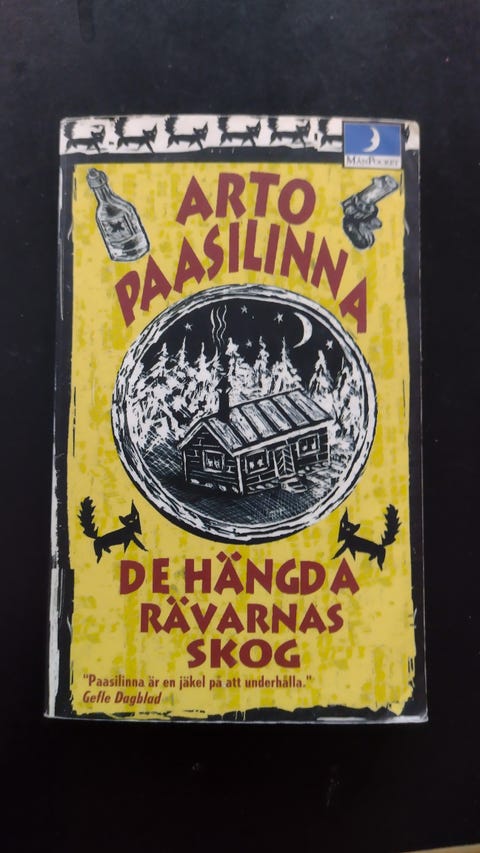 MånPocket
ARTO
PAASILINNA
DE HÄNGDA
RÄVARNAS
SKOG
"Paasilinna är en jäkel på att underhålla."
Gefle Dagblad